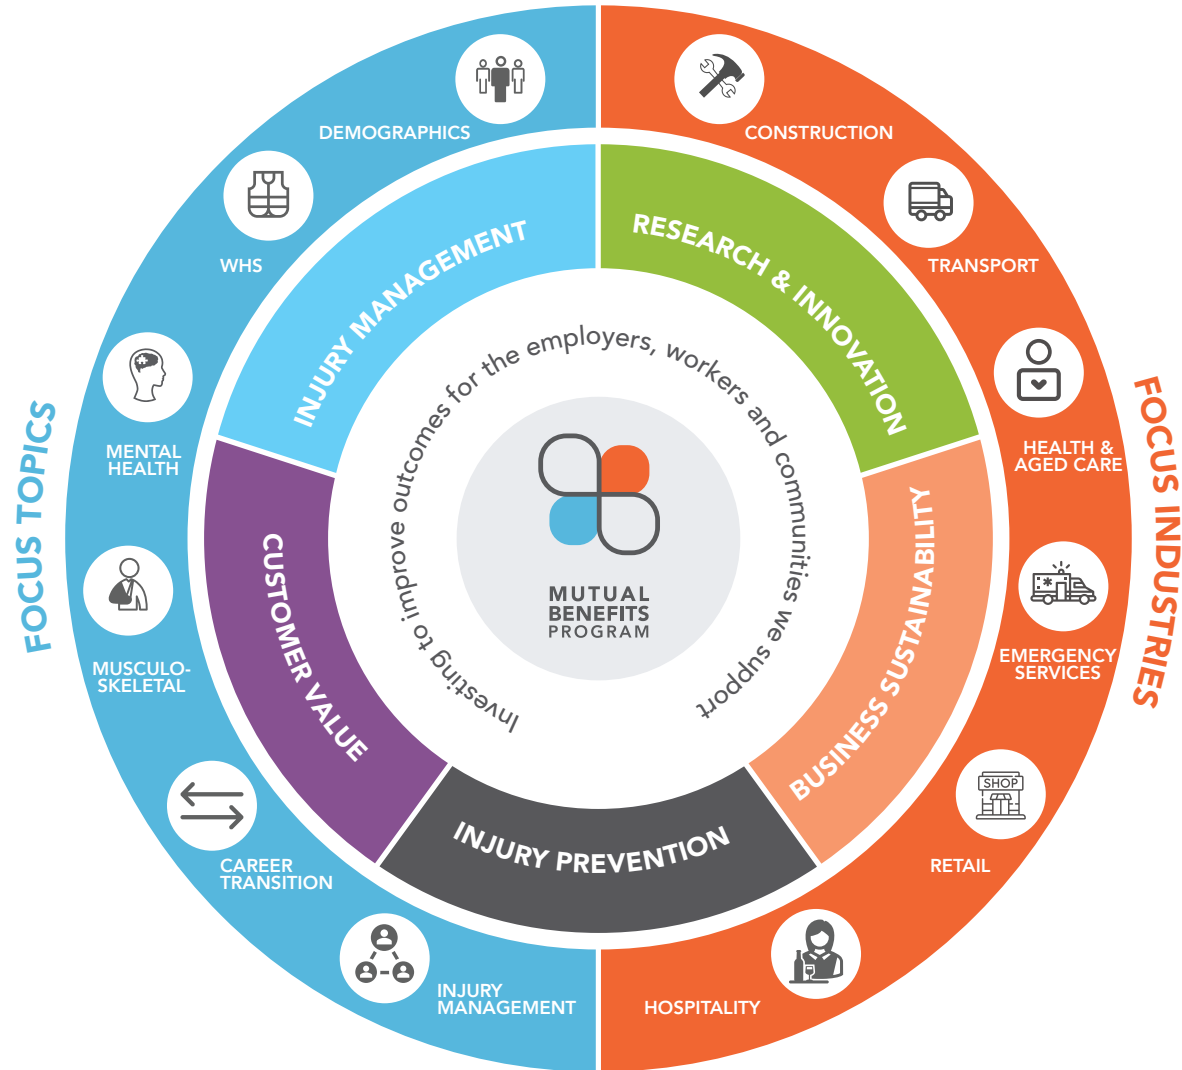 FOCUS TOPICS
DEMOGRAPHICS
WHS
MENTAL
HEALTH
MUSCULO-
SKELETAL
CAREER
TRANSITION
INJURY
MANAGEMENT
FOCUS INDUSTRIES
CONSTRUCTION
TRANSPORT
HEALTH &
AGED CARE
EMERGENCY
SERVICES
SHOP
RETAIL
HOSPITALITY
INJURY MANAGEMENT
RESEARCH & INNOVATION
BUSINESS SUSTAINABILITY
INJURY PREVENTION
CUSTOMER VALUE
Investing to improve outcomes for the employers, workers and communities we support
MUTUAL
BENEFITS
PROGRAM